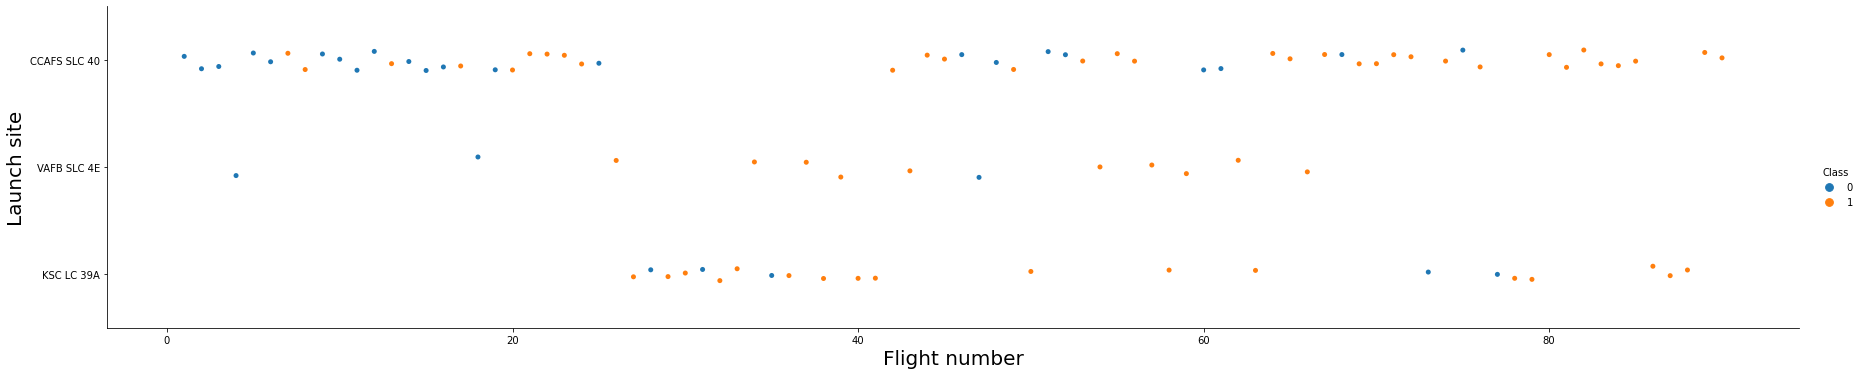 Launch site
CCAFS SLC 40
VAFB SLC 4E
KSC LC 39A
0
20
40
60
80
Flight number
Class
0
1